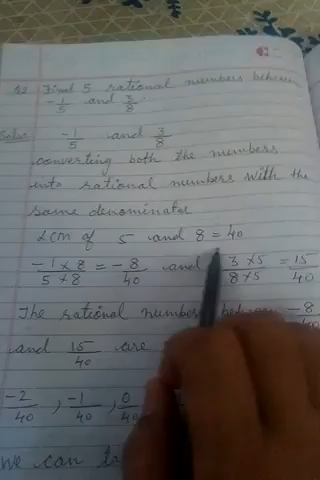 Q2 Find 5 rational numbers between
-1/5 and 3/8.
Solve -1/5 and 3/8
converting both the numbers
into rational numbers with the
same denominator
LCM of 5 and 8 = 40
-1×8/5×8 = -8/40 and 3×5/8×5 = 15/40
The rational numbers between -8/40
and 15/40 are
-2/40, -1/40, 0/40
We can